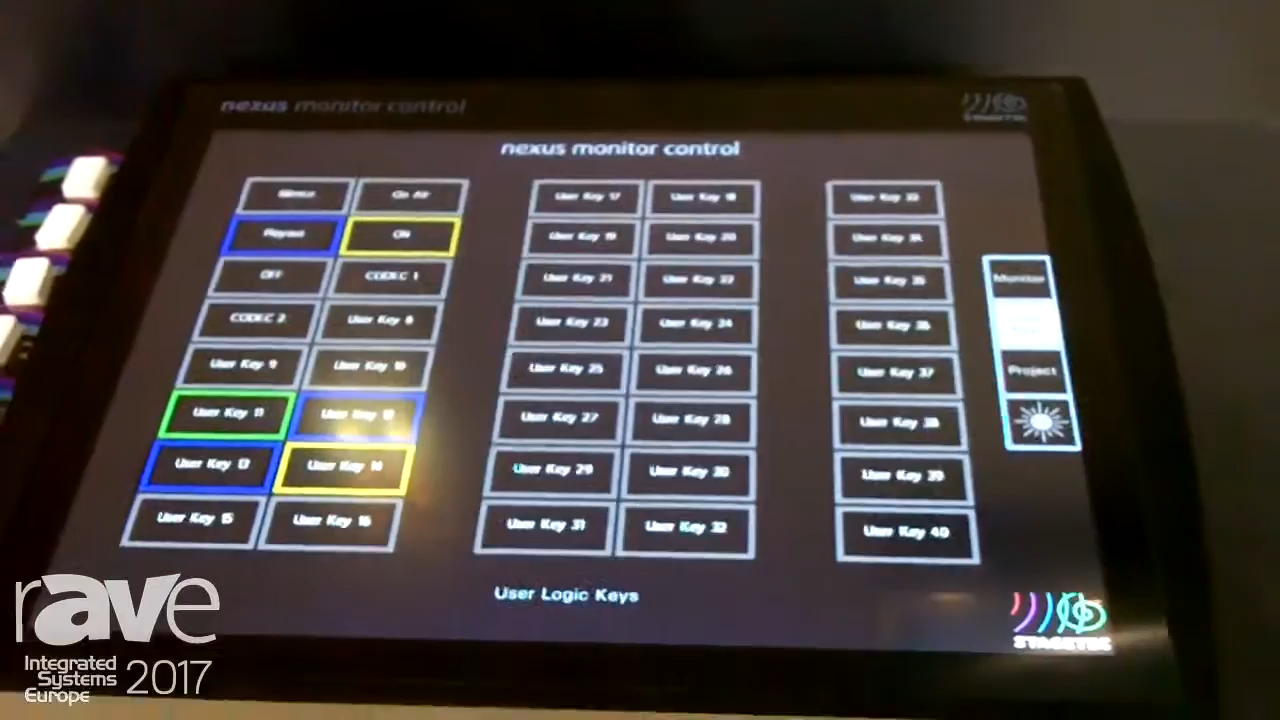 nexus monitor control
STAGETEC
nexus monitor control
Silence
On Air
User Key 17
User Key 18
User Key 33
Playout
ON
User Key 19
User Key 20
User Key 34
OFF
CODEC 1
User Key 21
User Key 22
User Key 35
Monitor
CODEC 2
User Key 8
User Key 23
User Key 24
User Key 36
User Key 9
User Key 10
User Key 25
User Key 26
User Key 37
Project
User Key 11
User Key 12
User Key 27
User Key 28
User Key 38
User Key 13
User Key 14
User Key 29
User Key 30
User Key 39
User Key 15
User Key 16
User Key 31
User Key 32
User Key 40
User Logic Keys
STAGETEC
rave
Integrated
Systems
Europe
2017